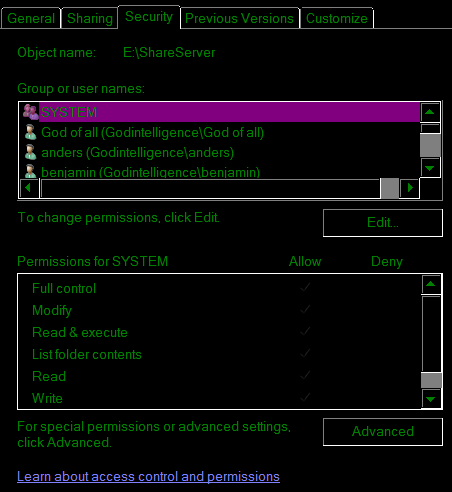 General Sharing Security Previous Versions Customize
Object name: E:\ShareServer
Group or user names:
SYSTEM
God of all (Godintelligence\God of all)
anders (Godintelligence\anders)
benjamin (Godintelligence\benjamin)
To change permissions, click Edit.
Edit...
Permissions for SYSTEM Allow Deny
Full control
Modify
Read & execute
List folder contents
Read
Write
For special permissions or advanced settings,
click Advanced.
Advanced
Learn about access control and permissions